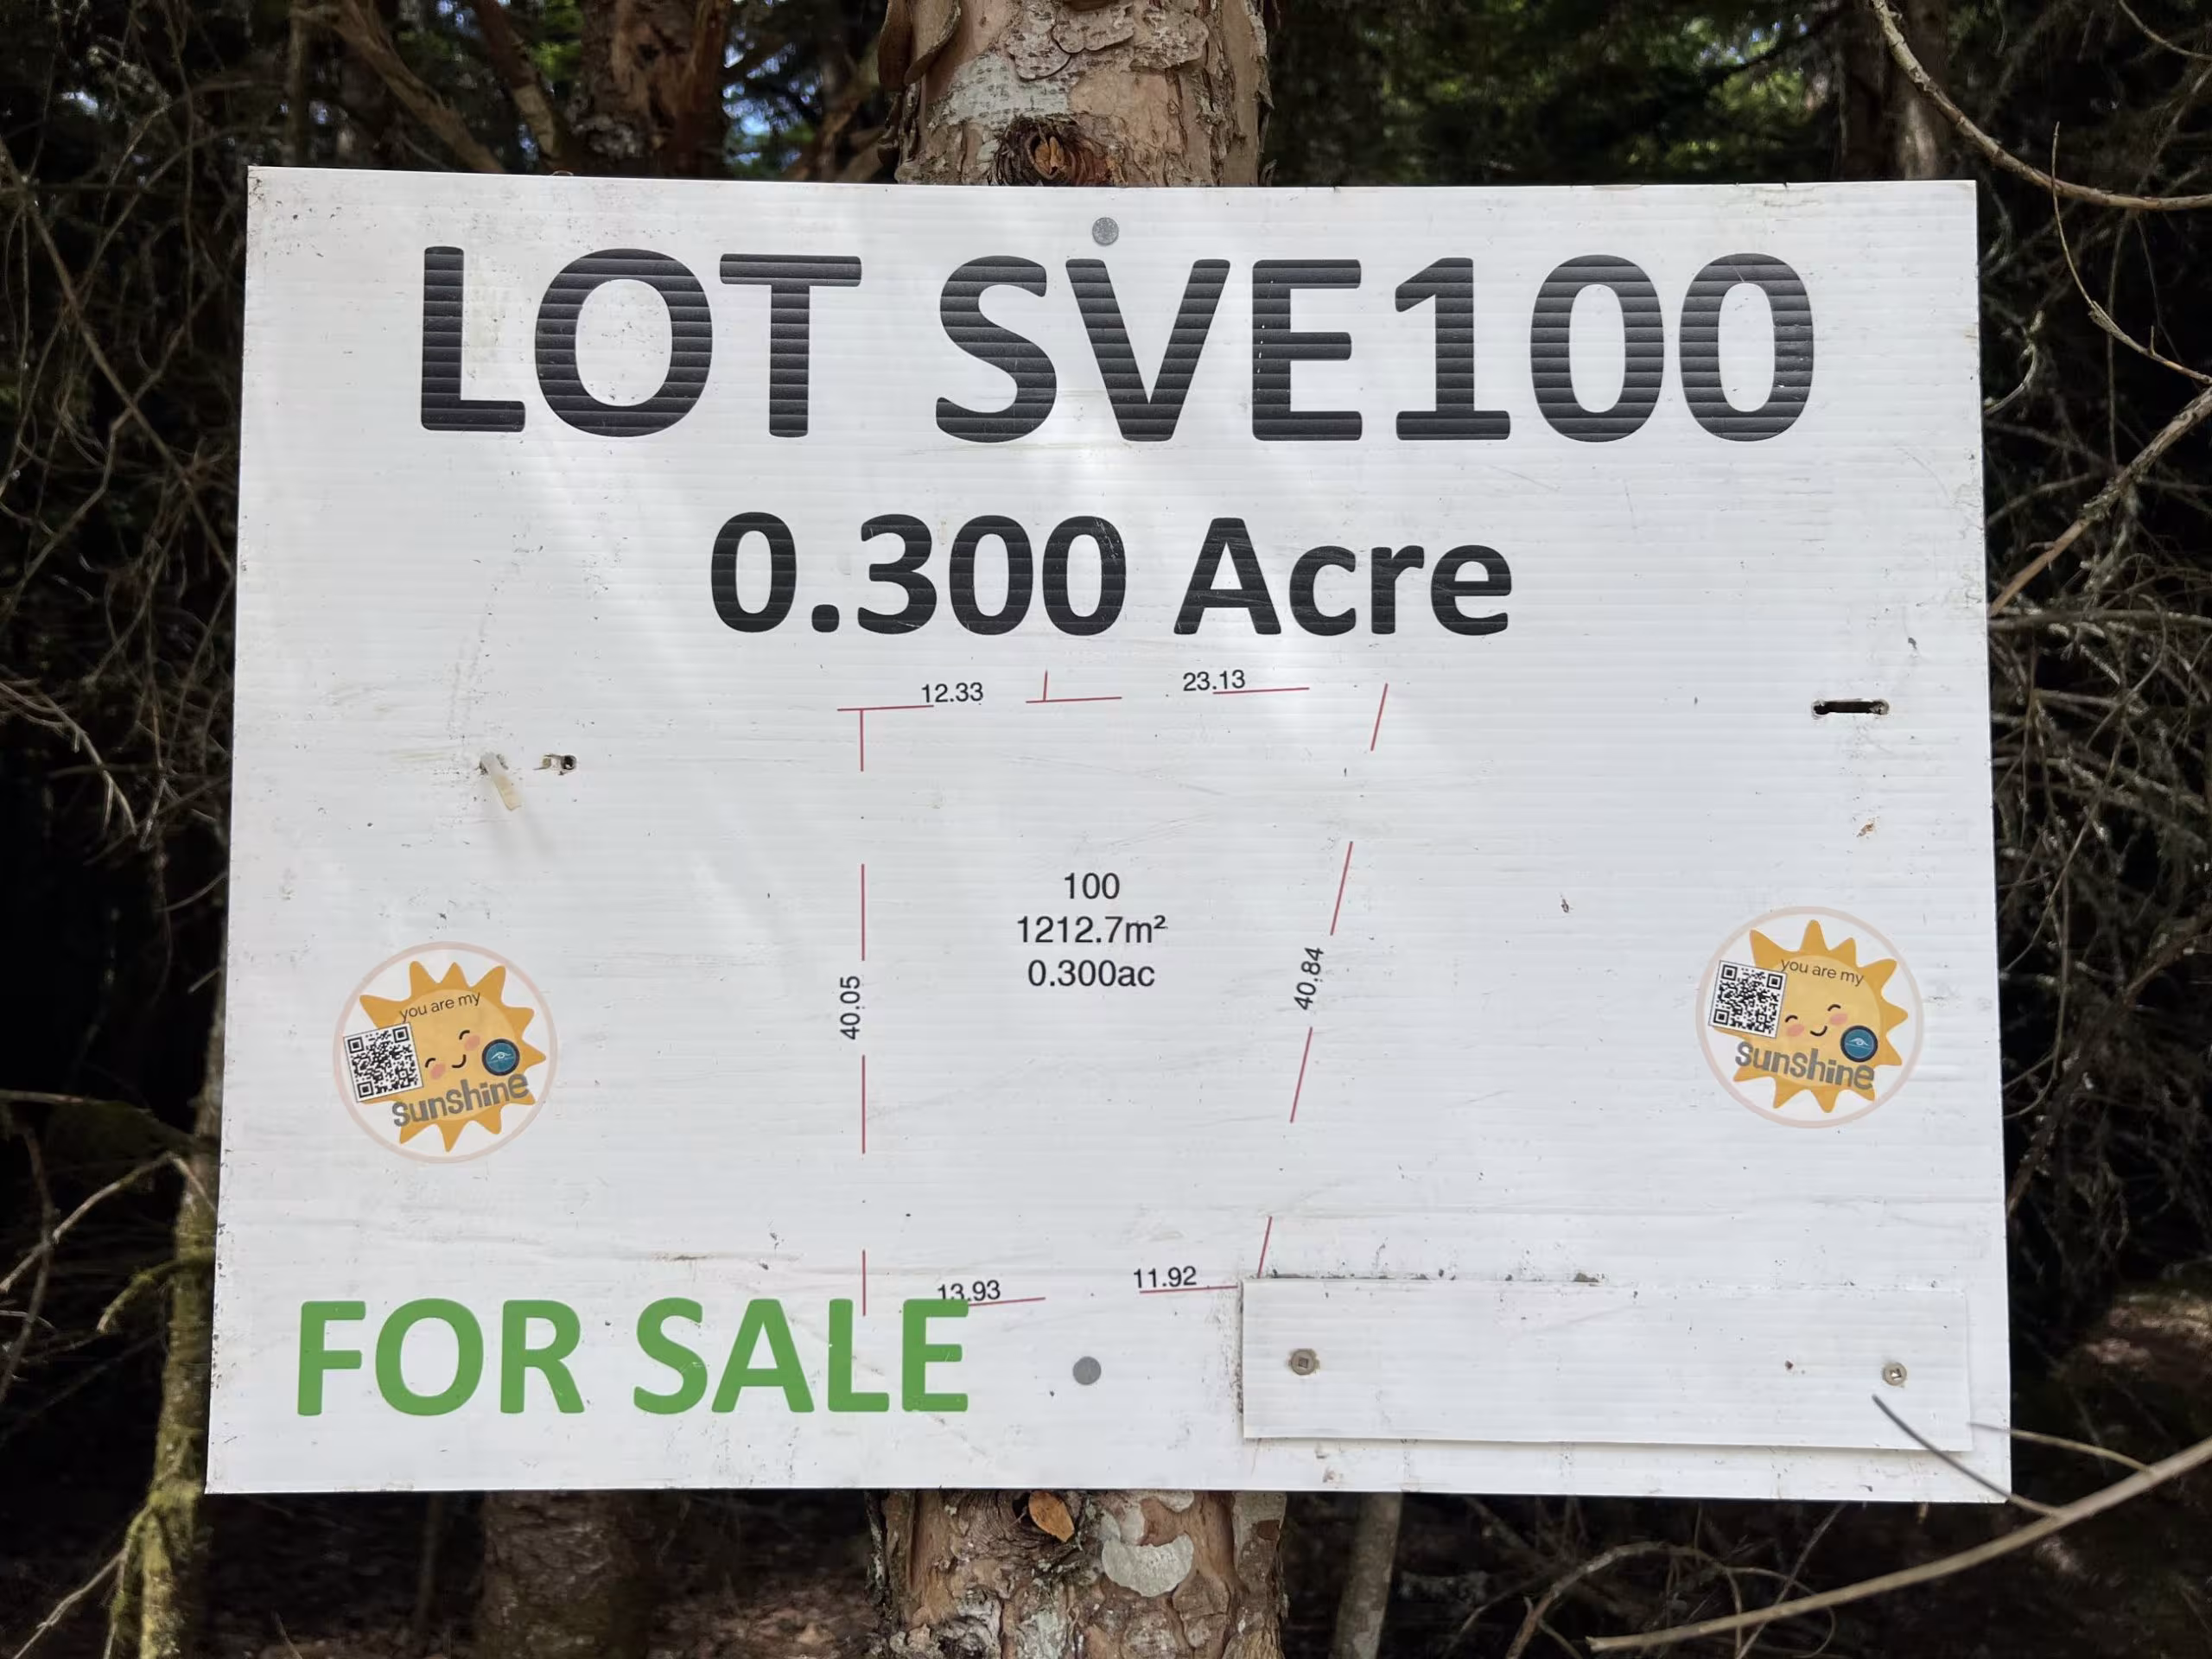 LOT SVE100
0.300 Acre
12.33
23.13
100
1212.7m²
0.300ac
40.05
40.84
you are my
sunshine
you are my
sunshine
13.93
11.92
FOR SALE